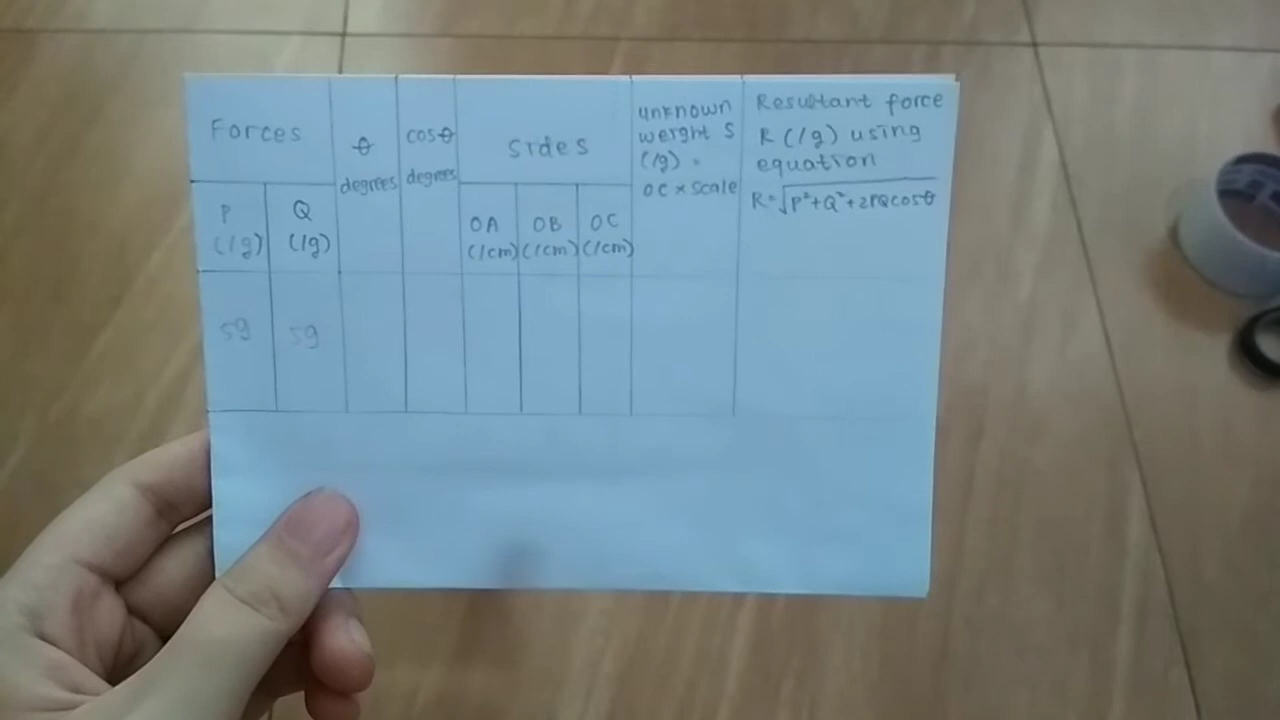 Forces
θ
degrees
cosθ
degrees
Sides
unknown
weight S
(/g) =
OC × scale
Resultant force
R (/g) using
equation
R=√P²+Q²+2PQcosθ
P
(/g)
Q
(/g)
OA
(/cm)
OB
(/cm)
OC
(/cm)
5g
5g